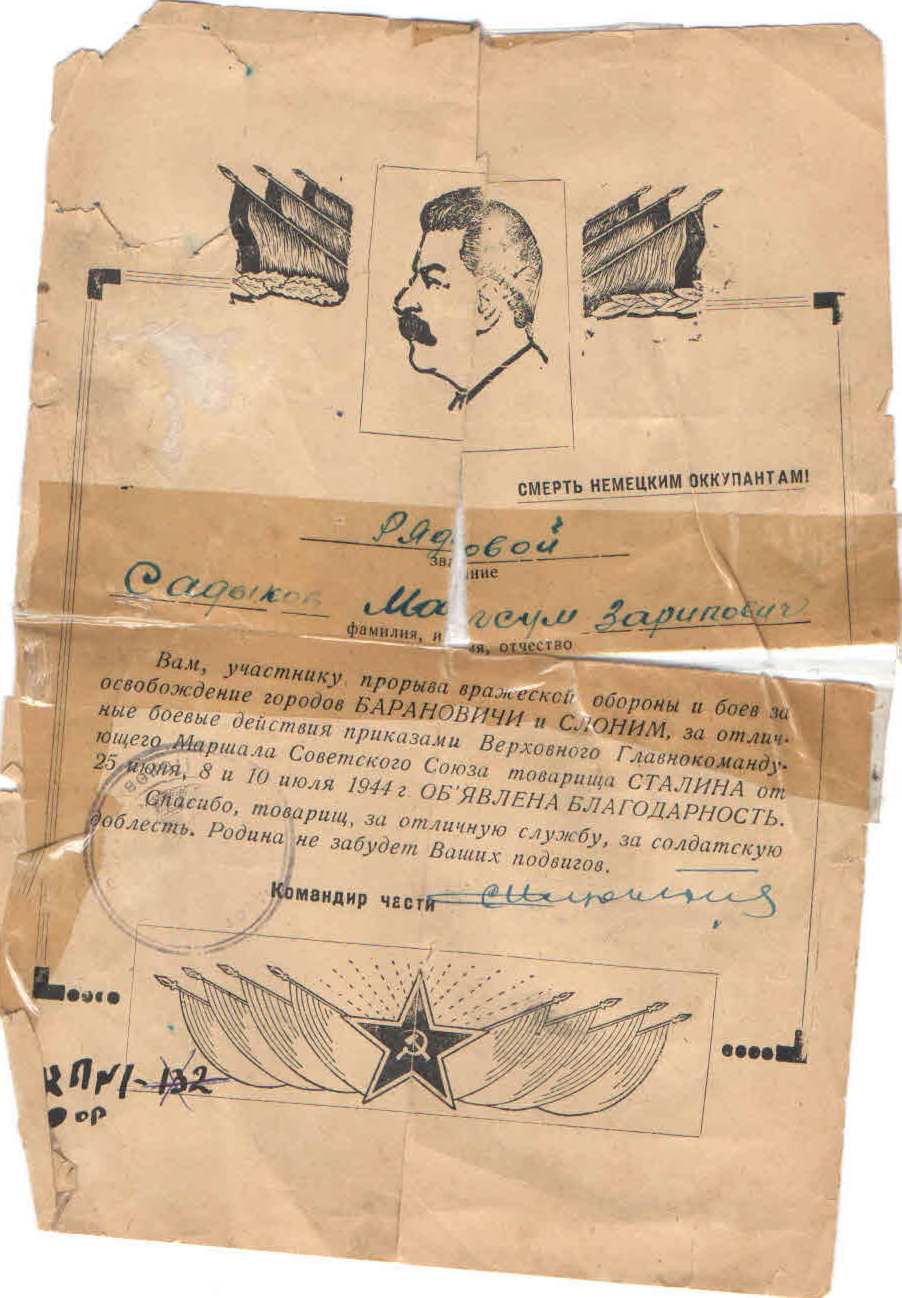 СМЕРТЬ НЕМЕЦКИМ ОККУПАНТАМ!
Рядовой
звание
Садыков Магсум Зарипович
фамилия, имя, отчество
Вам, участнику прорыва вражеской обороны и боев за
освобождение городов БАРАНОВИЧИ и СЛОНИМ, за отлич-
ные боевые действия приказами Верховного Главнокоманду-
ющего Маршала Советского Союза товарища СТАЛИНА от
25 июня, 8 и 10 июля 1944 г. ОБ'ЯВЛЕНА БЛАГОДАРНОСТЬ.
Спасибо, товарищ, за отличную службу, за солдатскую
доблесть. Родина не забудет Ваших подвигов.
Командир части
КПМ-132
ор